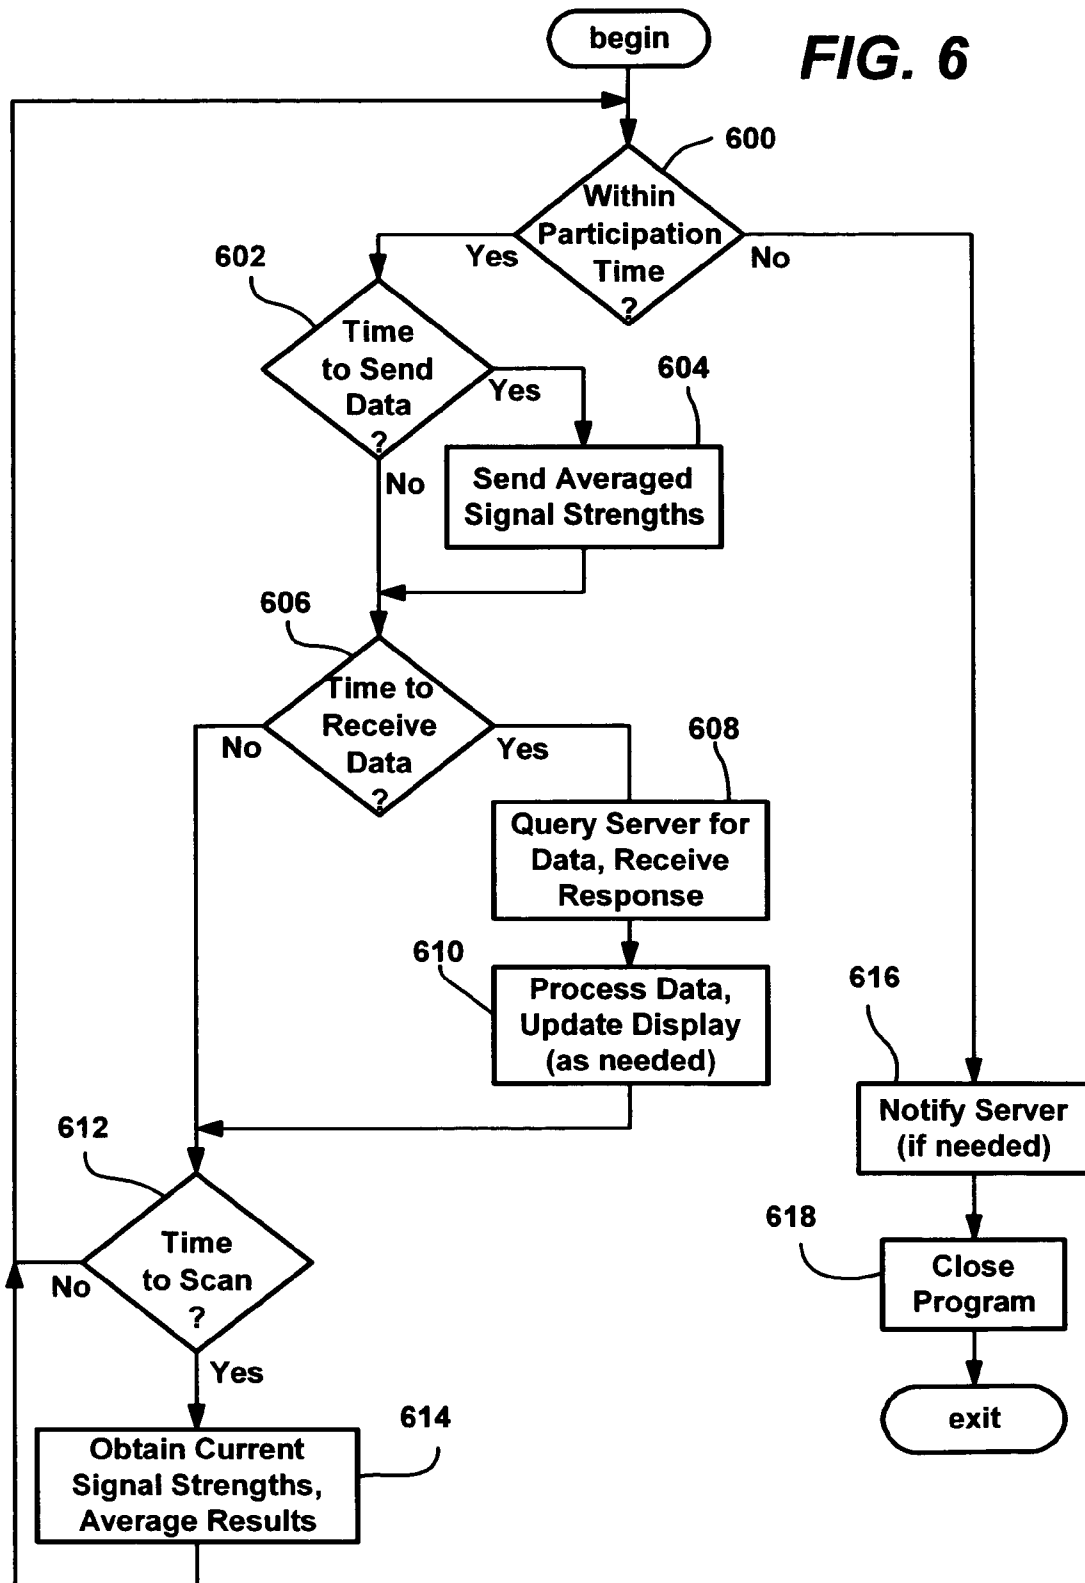 begin
FIG. 6
600
Within
Participation
Time
?
Yes
No
602
Time
to Send
Data
?
Yes
No
604
Send Averaged
Signal Strengths
606
Time to
Receive
Data
?
No
Yes
608
Query Server for
Data, Receive
Response
610
Process Data,
Update Display
(as needed)
612
Time
to Scan
?
No
Yes
614
Obtain Current
Signal Strengths,
Average Results
616
Notify Server
(if needed)
618
Close
Program
exit